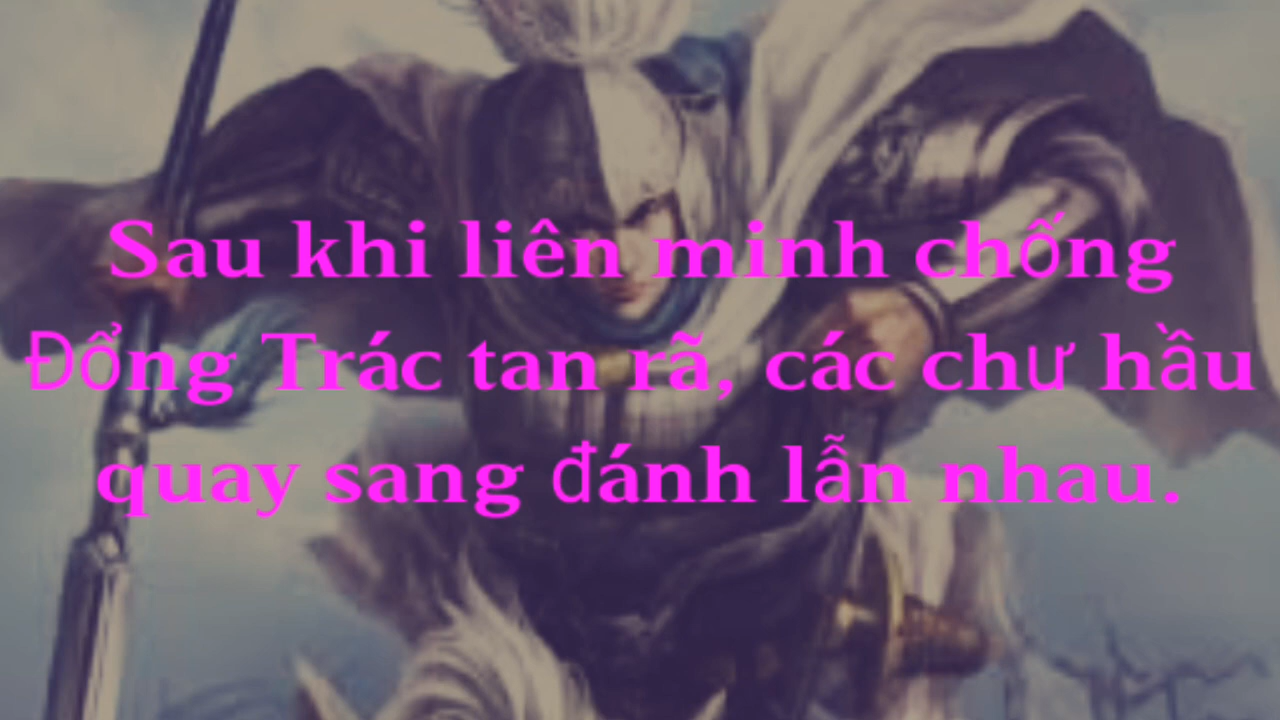 Sau khi liên minh chống
Đổng Trác tan rã, các chư hầu
quay sang đánh lẫn nhau.